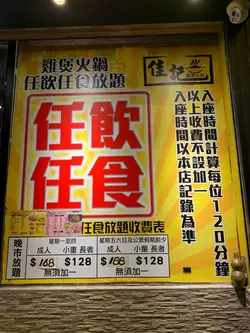 雞煲火鍋
任飲任食放題
佳記
任飲
任食
入座時間計算每位120分鐘
以上收費不設加一
入座時間以本店記錄為準
任食放題收費表
晚市放題
星期一至四
成人
小童 長者
$168
$128
無須加一
星期五六日及公眾假期前夕
成人
小童 長者
$188
$128
無須加一